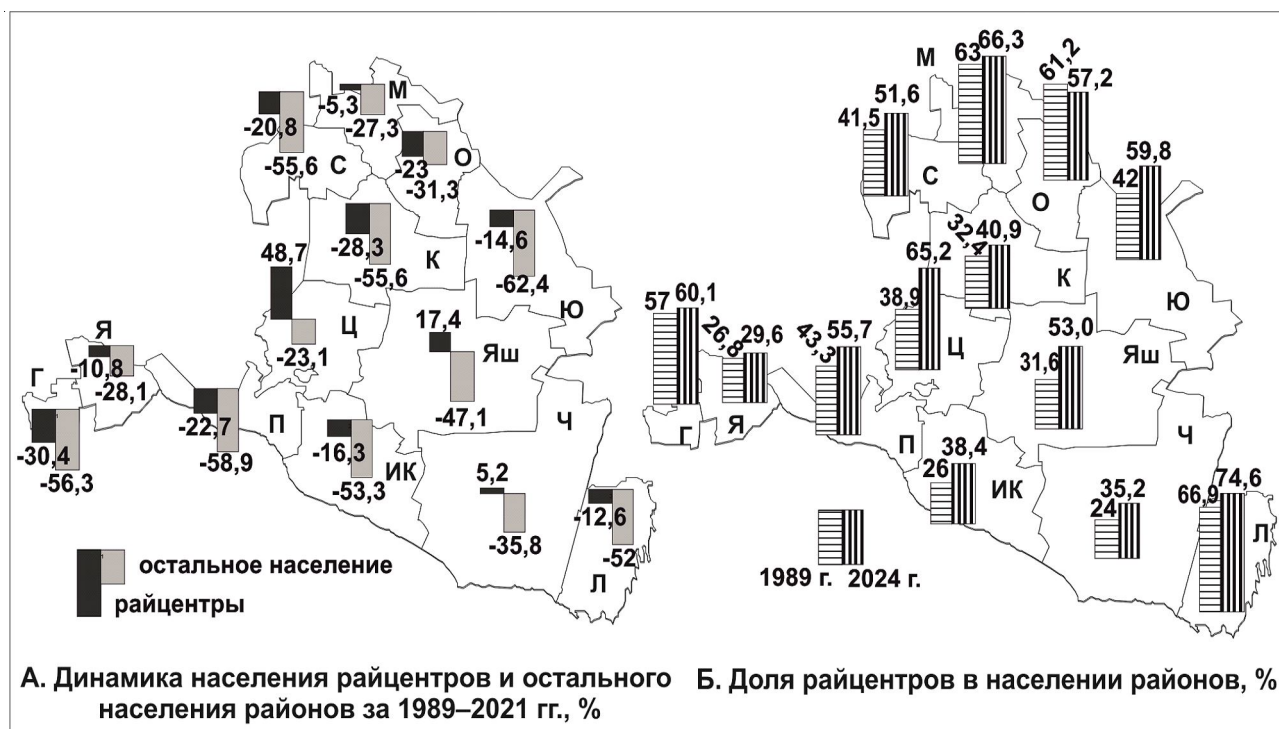 М
-5,3
-27,3
-20,8
-55,6
С
-23
-31,3
О
-28,3
-55,6
К
-14,6
-62,4
Ю
48,7
-23,1
Ц
17,4
-47,1
Яш
Я
-10,8
-28,1
Г
-30,4
-56,3
-22,7
-58,9
П
-16,3
-53,3
ИК
5,2
-35,8
Ч
-12,6
-52
Л
остальное население
райцентры
А. Динамика населения райцентров и остального
населения районов за 1989–2021 гг., %
М
63
66,3
61,2
57,2
О
41,5
51,6
С
42
59,8
Ю
32,4
40,9
К
38,9
65,2
Ц
31,6
53,0
Яш
57
60,1
Г
26,8
29,6
Я
43,3
55,7
П
26
38,4
ИК
24
35,2
Ч
66,9
74,6
Л
1989 г.
2024 г.
Б. Доля райцентров в населении районов, %